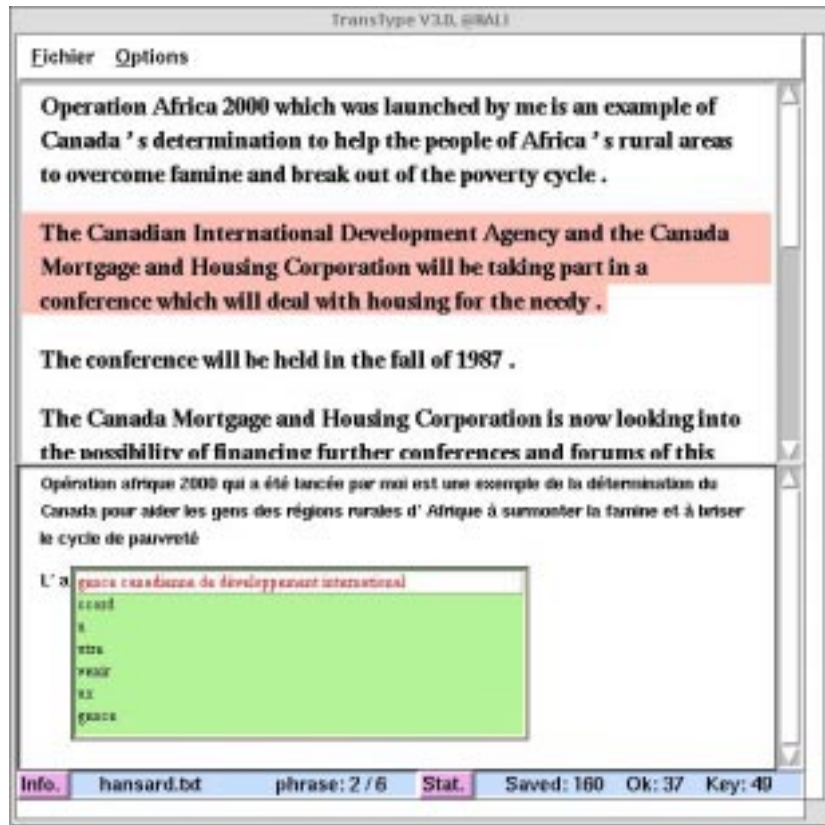 TransType V3.0, @RALI
Fichier Options
Operation Africa 2000 which was launched by me is an example of
Canada ' s determination to help the people of Africa ' s rural areas
to overcome famine and break out of the poverty cycle .
The Canadian International Development Agency and the Canada
Mortgage and Housing Corporation will be taking part in a
conference which will deal with housing for the needy .
The conference will be held in the fall of 1987 .
The Canada Mortgage and Housing Corporation is now looking into
the possibility of financing further conferences and forums of this
Opération afrique 2000 qui a été lancée par moi est une exemple de la détermination du
Canada pour aider les gens des régions rurales d' Afrique à surmonter la famine et à briser
le cycle de pauvreté
L' a gence canadienne de développement international
ccord
n
utre
venir
ux
gence
Info. hansard.txt phrase: 2 / 6 Stat. Saved: 160 Ok: 37 Key: 49